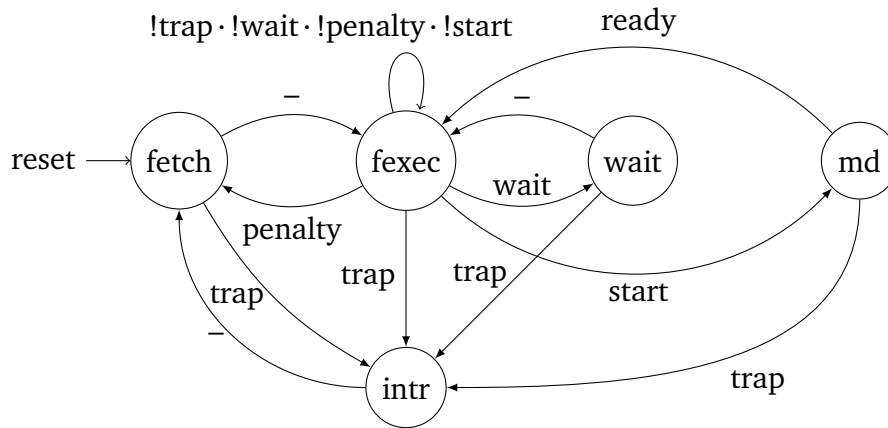 !trap · !wait · !penalty · !start
ready
–
–
reset
fetch
fexec
wait
md
wait
penalty
trap
trap
trap
start
–
intr
trap